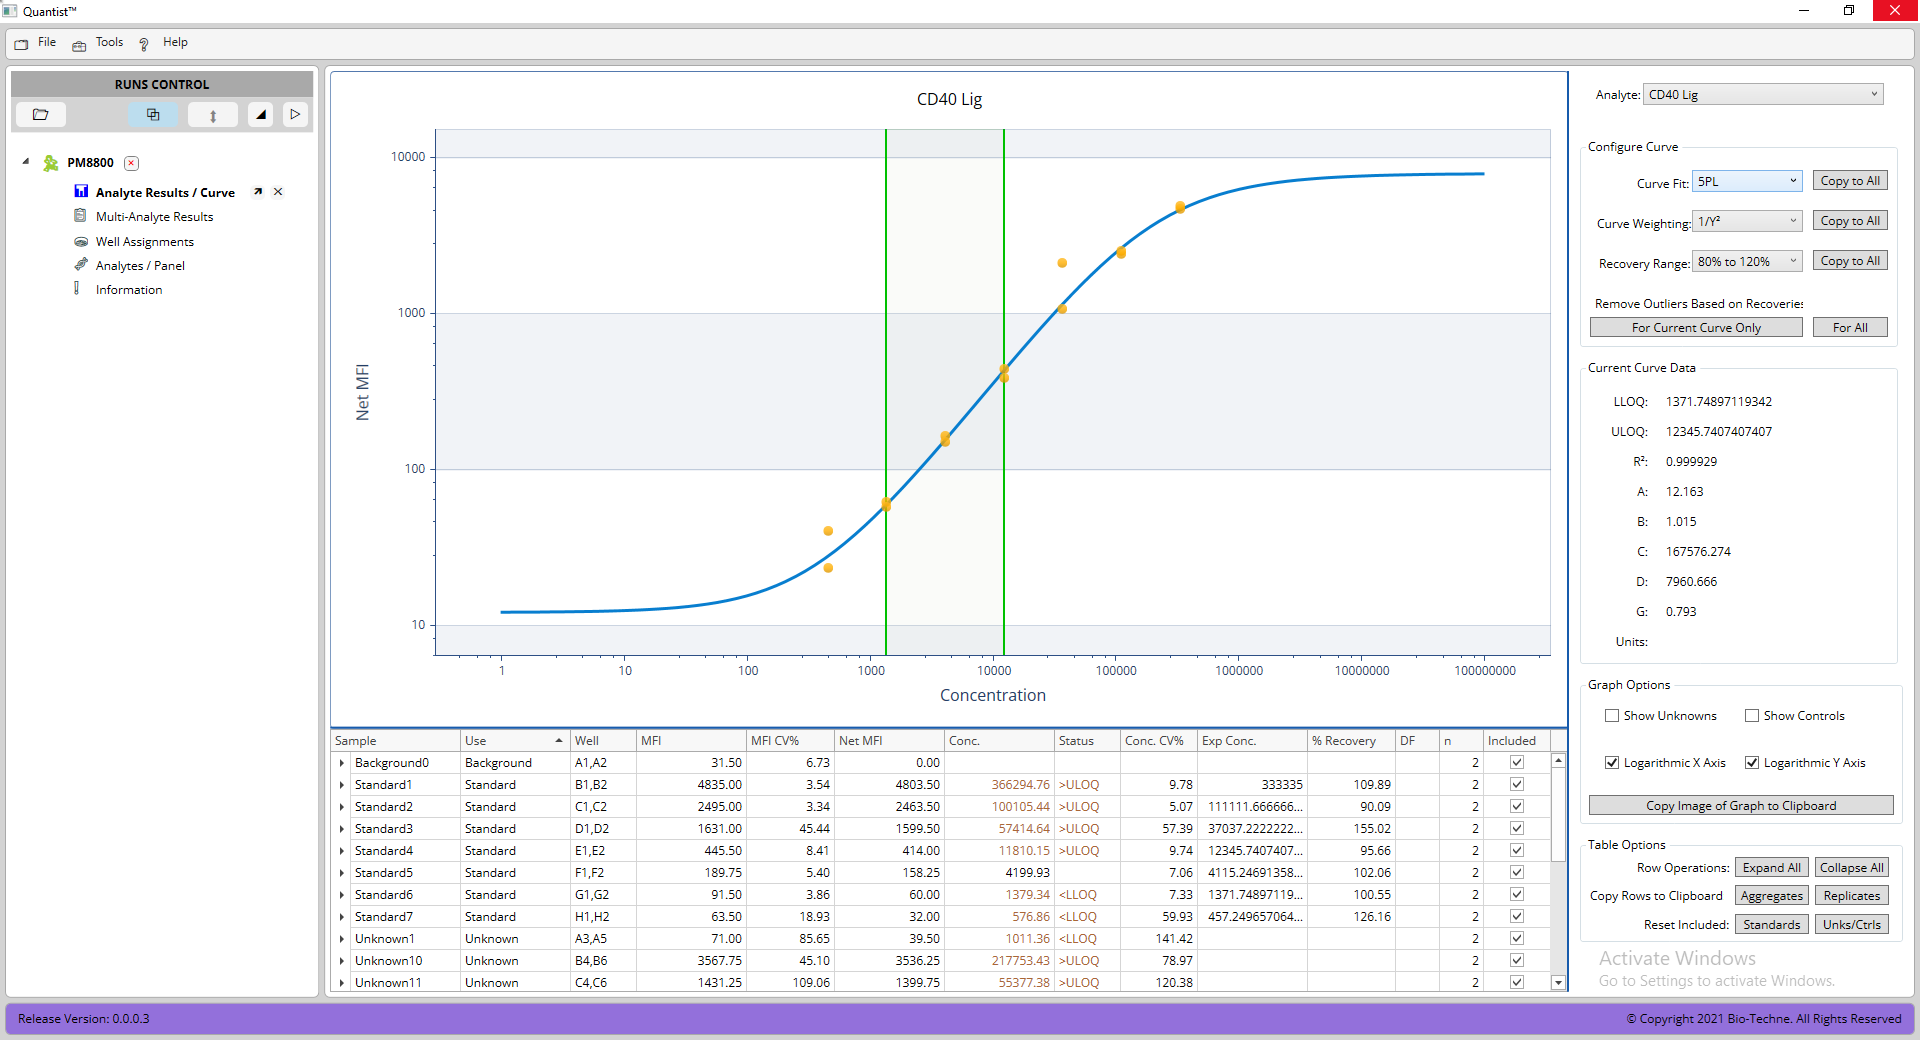 Quantist™
File Tools Help
RUNS CONTROL
PM8800
Analyte Results / Curve
Multi-Analyte Results
Well Assignments
Analytes / Panel
Information
CD40 Lig
10000
1000
100
10
Net MFI
1 10 100 1000 10000 100000 1000000 10000000 100000000
Concentration
Sample Use Well MFI MFI CV% Net MFI Conc. Status Conc. CV% Exp Conc. % Recovery DF n Included
Background0 Background A1,A2 31.50 6.73 0.00 2
Standard1 Standard B1,B2 4835.00 3.54 4803.50 366294.76 >ULOQ 9.78 333335 109.89 2
Standard2 Standard C1,C2 2495.00 3.34 2463.50 100105.44 >ULOQ 5.07 111111.666666... 90.09 2
Standard3 Standard D1,D2 1631.00 45.44 1599.50 57414.64 >ULOQ 57.39 37037.2222222... 155.02 2
Standard4 Standard E1,E2 445.50 8.41 414.00 11810.15 >ULOQ 9.74 12345.7407407... 95.66 2
Standard5 Standard F1,F2 189.75 5.40 158.25 4199.93 7.06 4115.24691358... 102.06 2
Standard6 Standard G1,G2 91.50 3.86 60.00 1379.34 <LLOQ 7.33 1371.74897119... 100.55 2
Standard7 Standard H1,H2 63.50 18.93 32.00 576.86 <LLOQ 59.93 457.249657064... 126.16 2
Unknown1 Unknown A3,A5 71.00 85.65 39.50 1011.36 <LLOQ 141.42 2
Unknown10 Unknown B4,B6 3567.75 45.10 3536.25 217753.43 >ULOQ 78.97 2
Unknown11 Unknown C4,C6 1431.25 109.06 1399.75 55377.38 >ULOQ 120.38 2
Analyte: CD40 Lig
Configure Curve
Curve Fit: 5PL Copy to All
Curve Weighting: 1/Y² Copy to All
Recovery Range: 80% to 120% Copy to All
Remove Outliers Based on Recoveries
For Current Curve Only For All
Current Curve Data
LLOQ: 1371.74897119342
ULOQ: 12345.7407407407
R²: 0.999929
A: 12.163
B: 1.015
C: 167576.274
D: 7960.666
G: 0.793
Units:
Graph Options
Show Unknowns Show Controls
Logarithmic X Axis Logarithmic Y Axis
Copy Image of Graph to Clipboard
Table Options
Row Operations: Expand All Collapse All
Copy Rows to Clipboard Aggregates Replicates
Reset Included: Standards Unks/Ctrls
Activate Windows
Go to Settings to activate Windows.
Release Version: 0.0.0.3
© Copyright 2021 Bio-Techne. All Rights Reserved